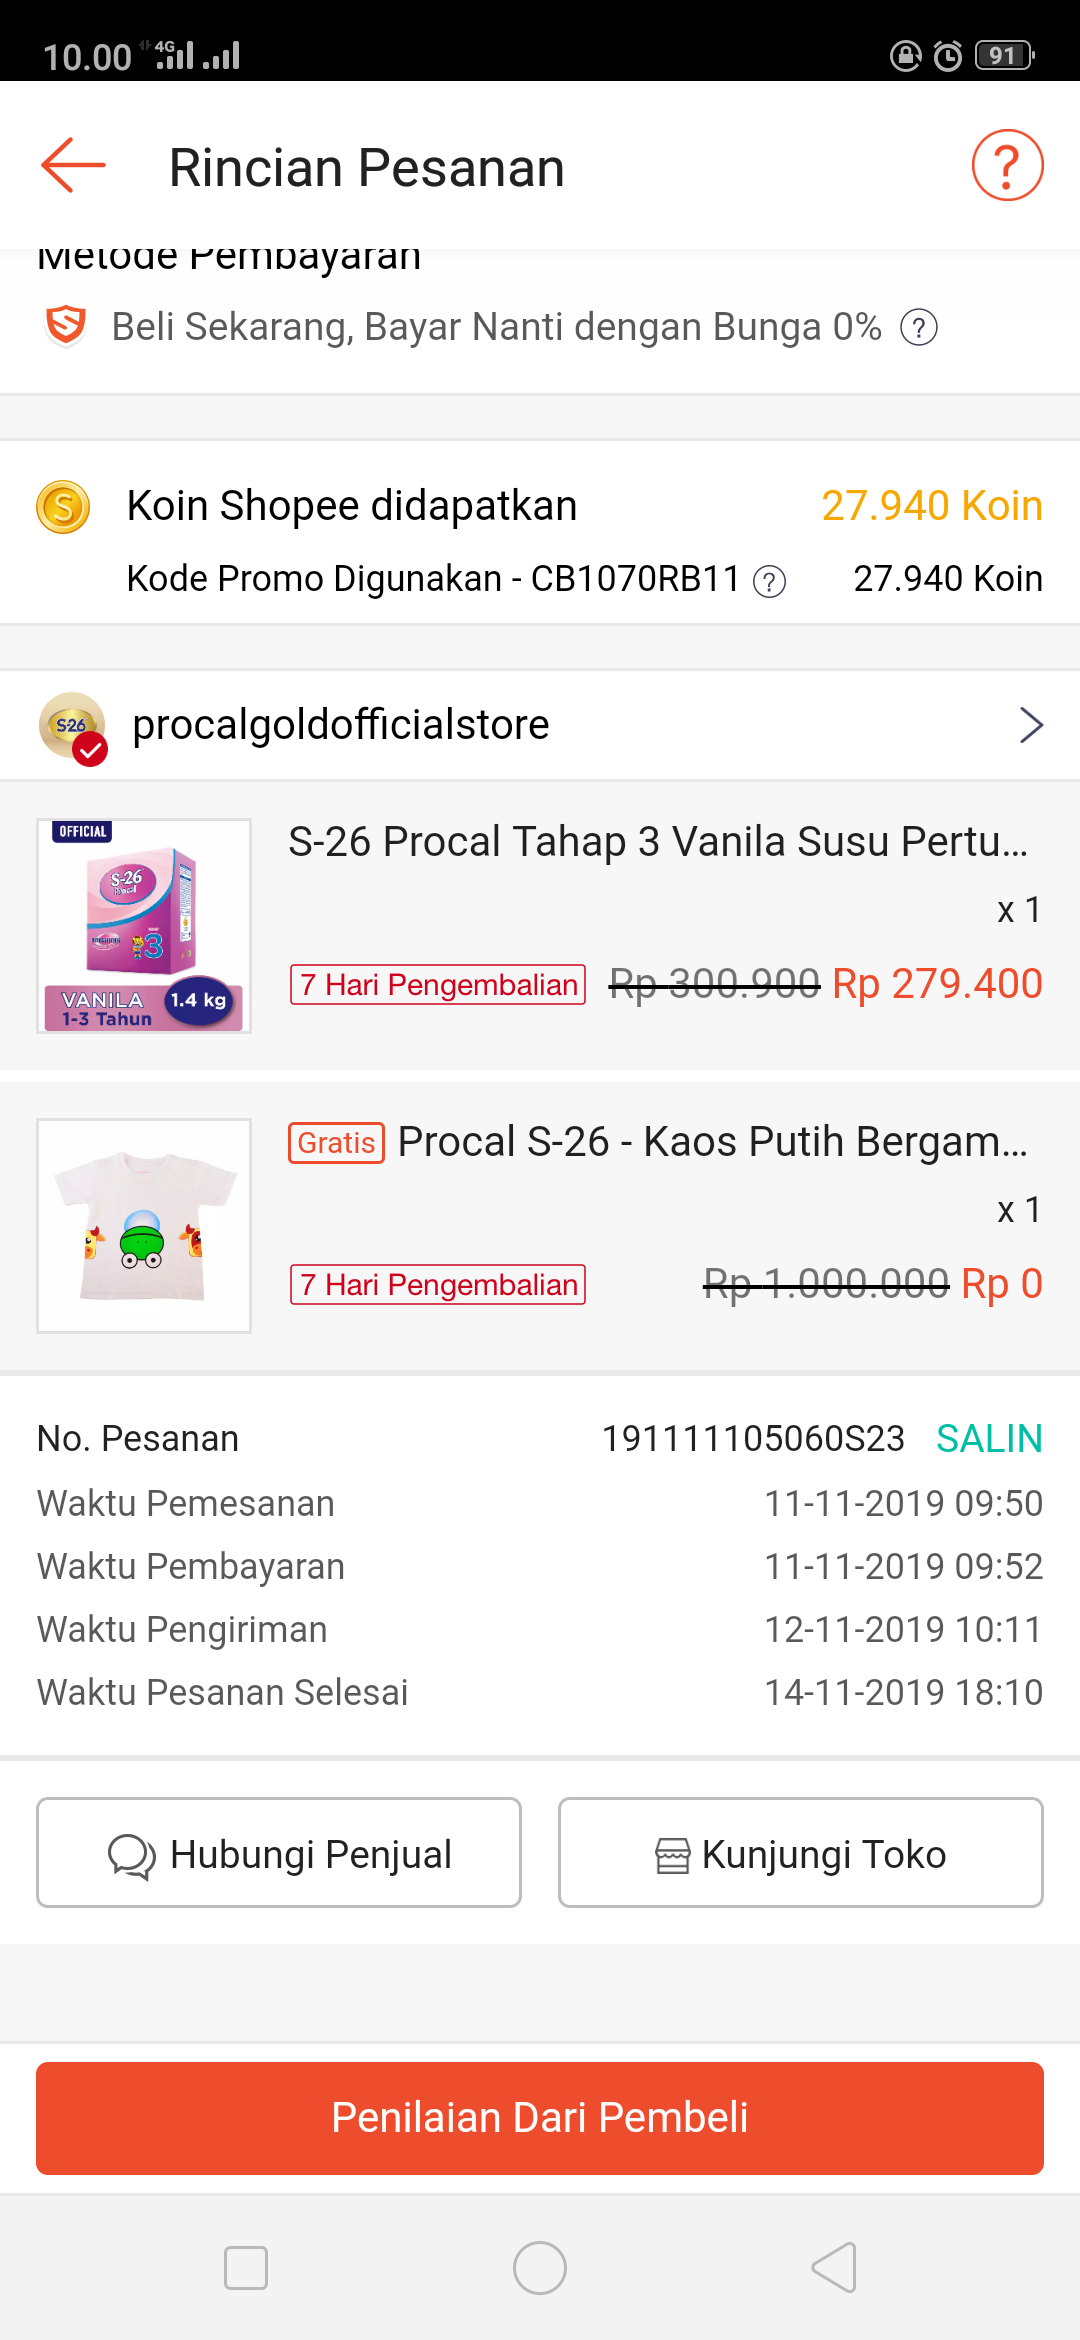 10.00 4G 91
Rincian Pesanan
Metode Pembayaran
Beli Sekarang, Bayar Nanti dengan Bunga 0% ?
Koin Shopee didapatkan 27.940 Koin
Kode Promo Digunakan - CB1070RB11 ? 27.940 Koin
S-26 procalgoldofficialstore
OFFICIAL
S-26
Procal
3
VANILA 1.4 kg
1-3 Tahun
S-26 Procal Tahap 3 Vanila Susu Pertu...
x 1
7 Hari Pengembalian Rp 300.900 Rp 279.400
Gratis Procal S-26 - Kaos Putih Bergam...
x 1
7 Hari Pengembalian Rp 1.000.000 Rp 0
No. Pesanan 191111105060S23 SALIN
Waktu Pemesanan 11-11-2019 09:50
Waktu Pembayaran 11-11-2019 09:52
Waktu Pengiriman 12-11-2019 10:11
Waktu Pesanan Selesai 14-11-2019 18:10
Hubungi Penjual Kunjungi Toko
Penilaian Dari Pembeli